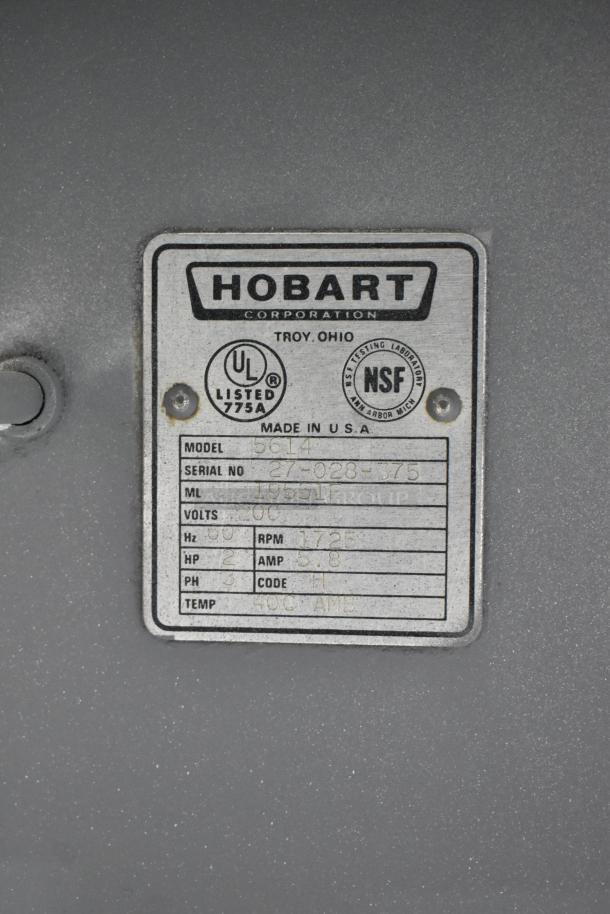 HOBART
CORPORATION
TROY, OHIO
UL ®
LISTED
775A
N.S.F. TESTING LABORATORY
NSF
ANN ARBOR MICH
MADE IN U.S.A
MODEL 5614
SERIAL NO 27-028-375
ML
VOLTS 200
Hz 60 RPM 1725
HP 2 AMP 5.8
PH 3 CODE H
TEMP 40C AMB